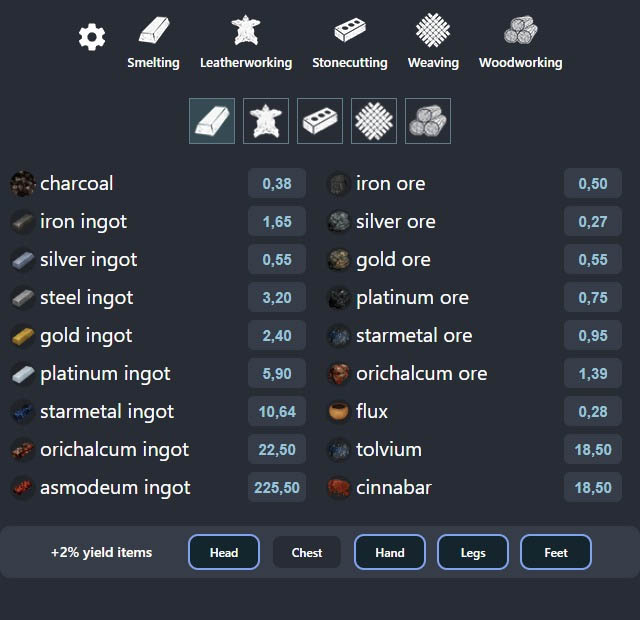 Smelting Leatherworking Stonecutting Weaving Woodworking
charcoal 0,38 iron ore 0,50
iron ingot 1,65 silver ore 0,27
silver ingot 0,55 gold ore 0,55
steel ingot 3,20 platinum ore 0,75
gold ingot 2,40 starmetal ore 0,95
platinum ingot 5,90 orichalcum ore 1,39
starmetal ingot 10,64 flux 0,28
orichalcum ingot 22,50 tolvium 18,50
asmodeum ingot 225,50 cinnabar 18,50
+2% yield items Head Chest Hand Legs Feet